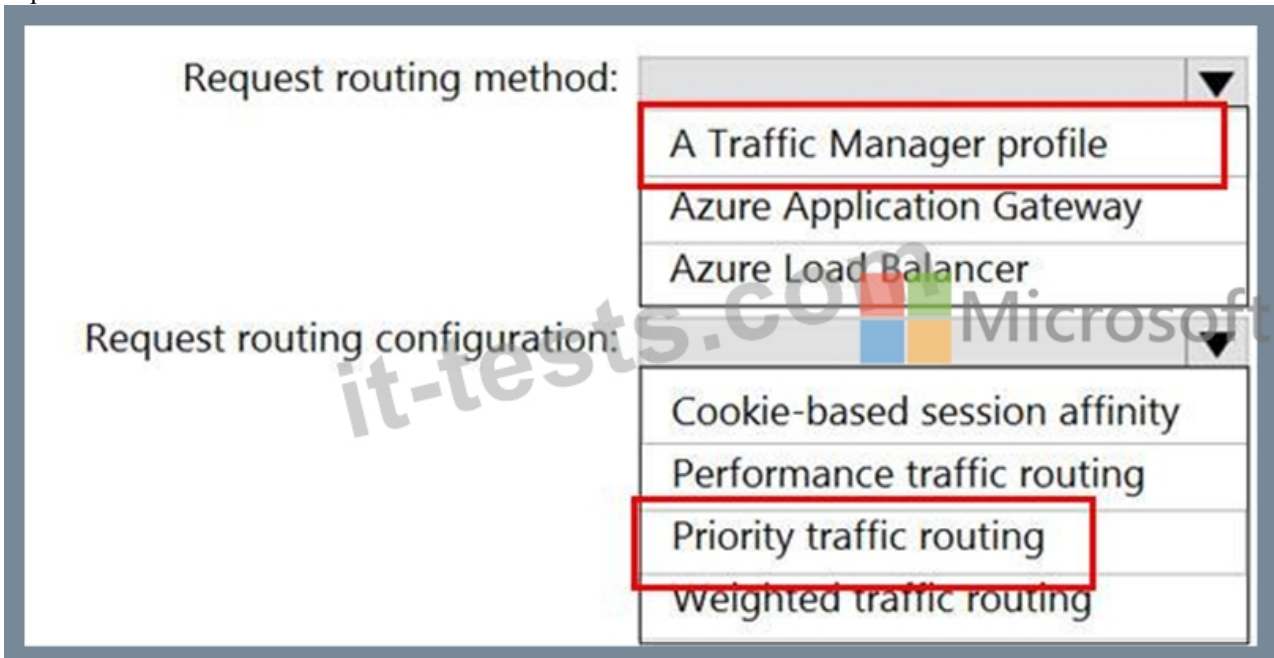 Request routing method:
A Traffic Manager profile
Azure Application Gateway
Azure Load Balancer
Request routing configuration:
Cookie-based session affinity
Performance traffic routing
Priority traffic routing
Weighted traffic routing
it-tests.com
Microsoft